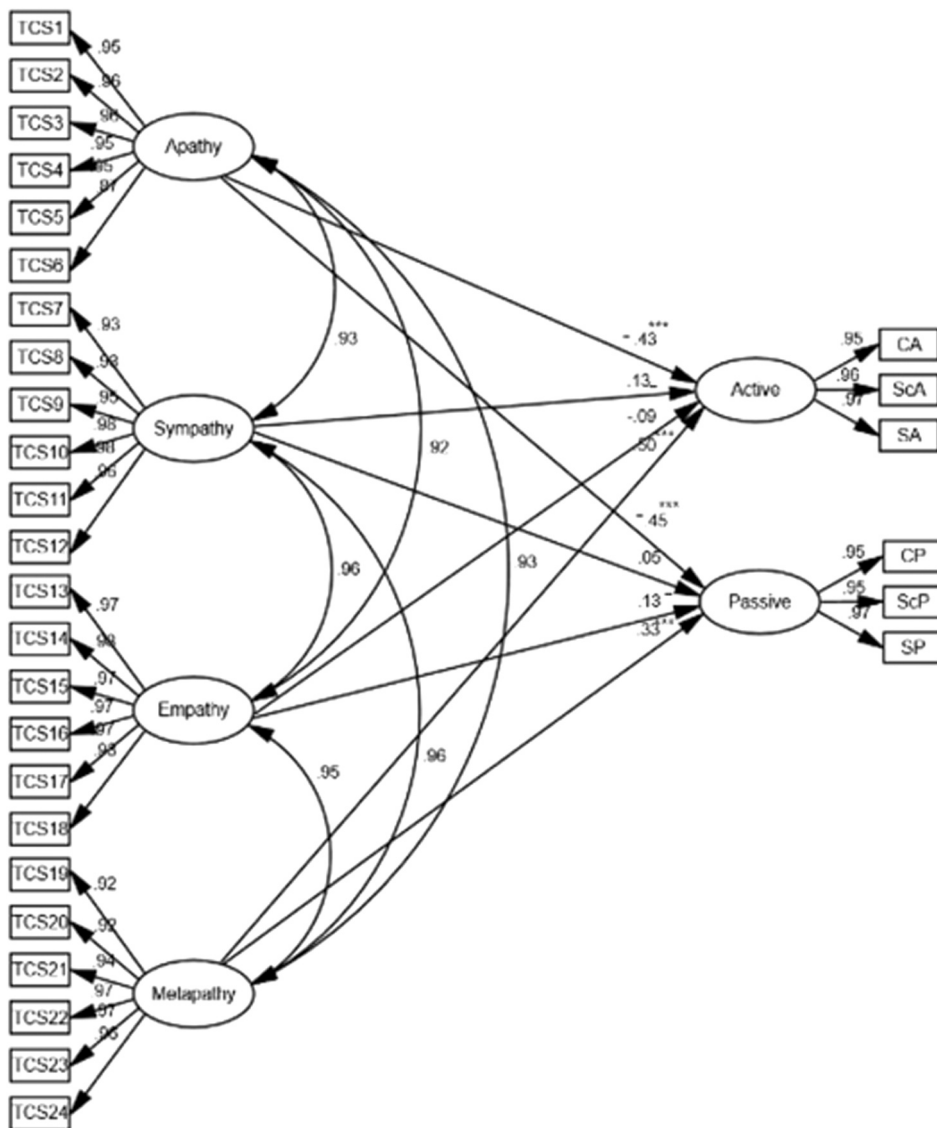 TCS1
.95
TCS2
.96
TCS3
.96
TCS4
.95
.95
TCS5
.87
TCS6
Apathy
TCS7
.93
TCS8
.93
TCS9
.95
TCS10
.98
.98
TCS11
.96
TCS12
Sympathy
TCS13
.97
TCS14
.98
TCS15
.97
TCS16
.97
.97
TCS17
.93
TCS18
Empathy
TCS19
.92
TCS20
.92
TCS21
.94
TCS22
.97
.97
TCS23
.96
TCS24
Metapathy
.93
.92
.93
.96
.96
.95
-.43***
.13
-.09
.50***
-.45***
.05
.13
.33***
Active
.95
CA
.96
ScA
.97
SA
Passive
.95
CP
.95
ScP
.97
SP